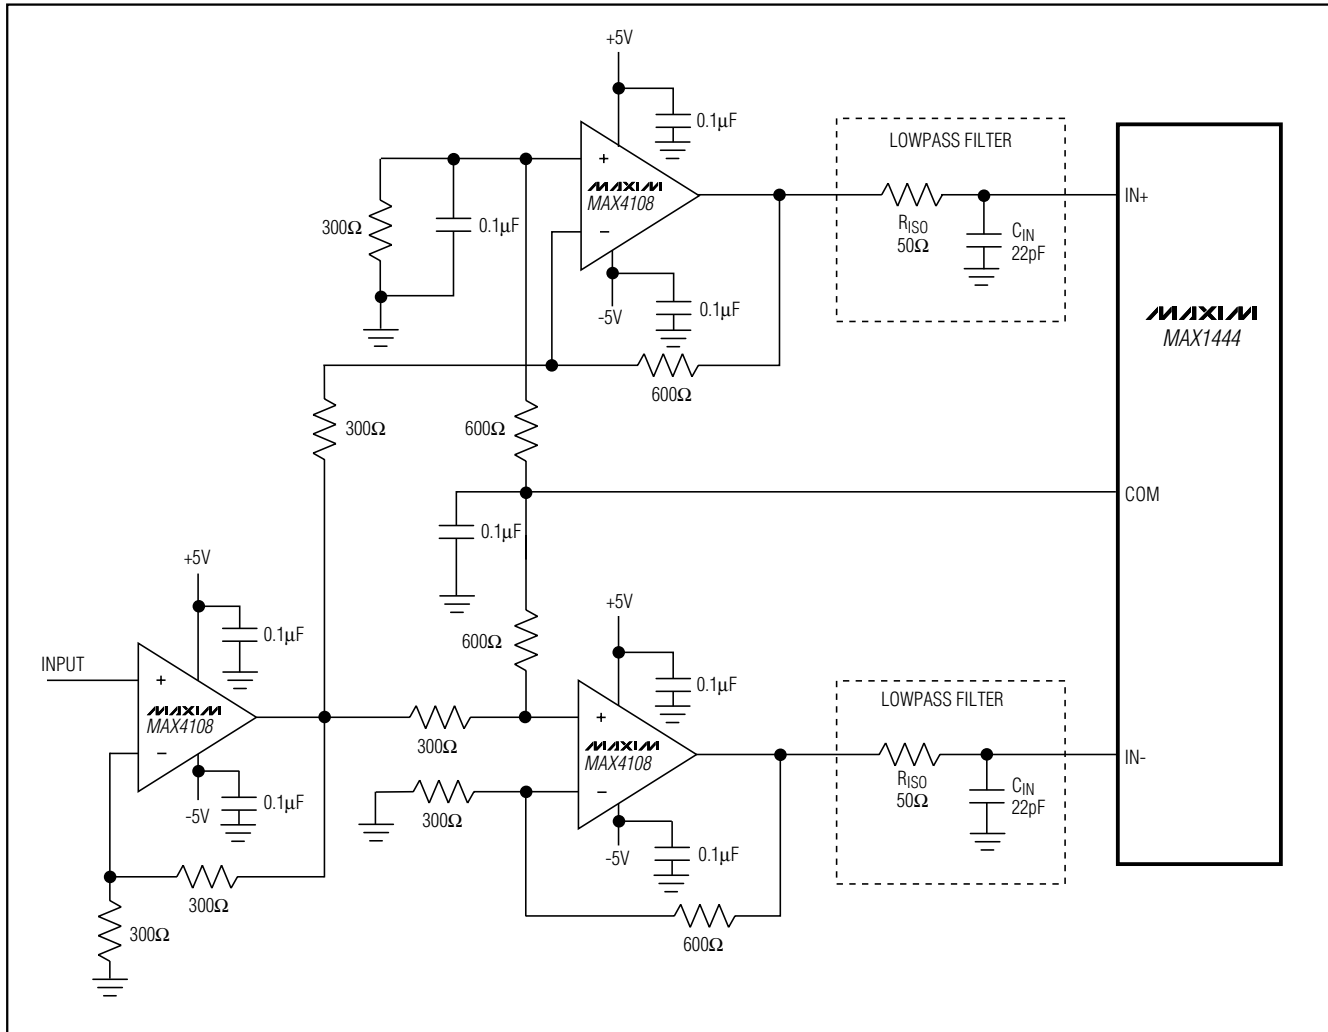 +5V
0.1µF
LOWPASS FILTER
+
MAXIM
MAX4108
IN+
300Ω
0.1µF
−
RISO
50Ω
CIN
22pF
-5V
0.1µF
MAXIM
MAX1444
600Ω
300Ω
600Ω
COM
0.1µF
+5V
0.1µF
+5V
0.1µF
600Ω
INPUT
+
MAXIM
MAX4108
−
LOWPASS FILTER
300Ω
+
MAXIM
MAX4108
−
IN-
RISO
50Ω
CIN
22pF
-5V
0.1µF
300Ω
-5V
0.1µF
300Ω
300Ω
600Ω